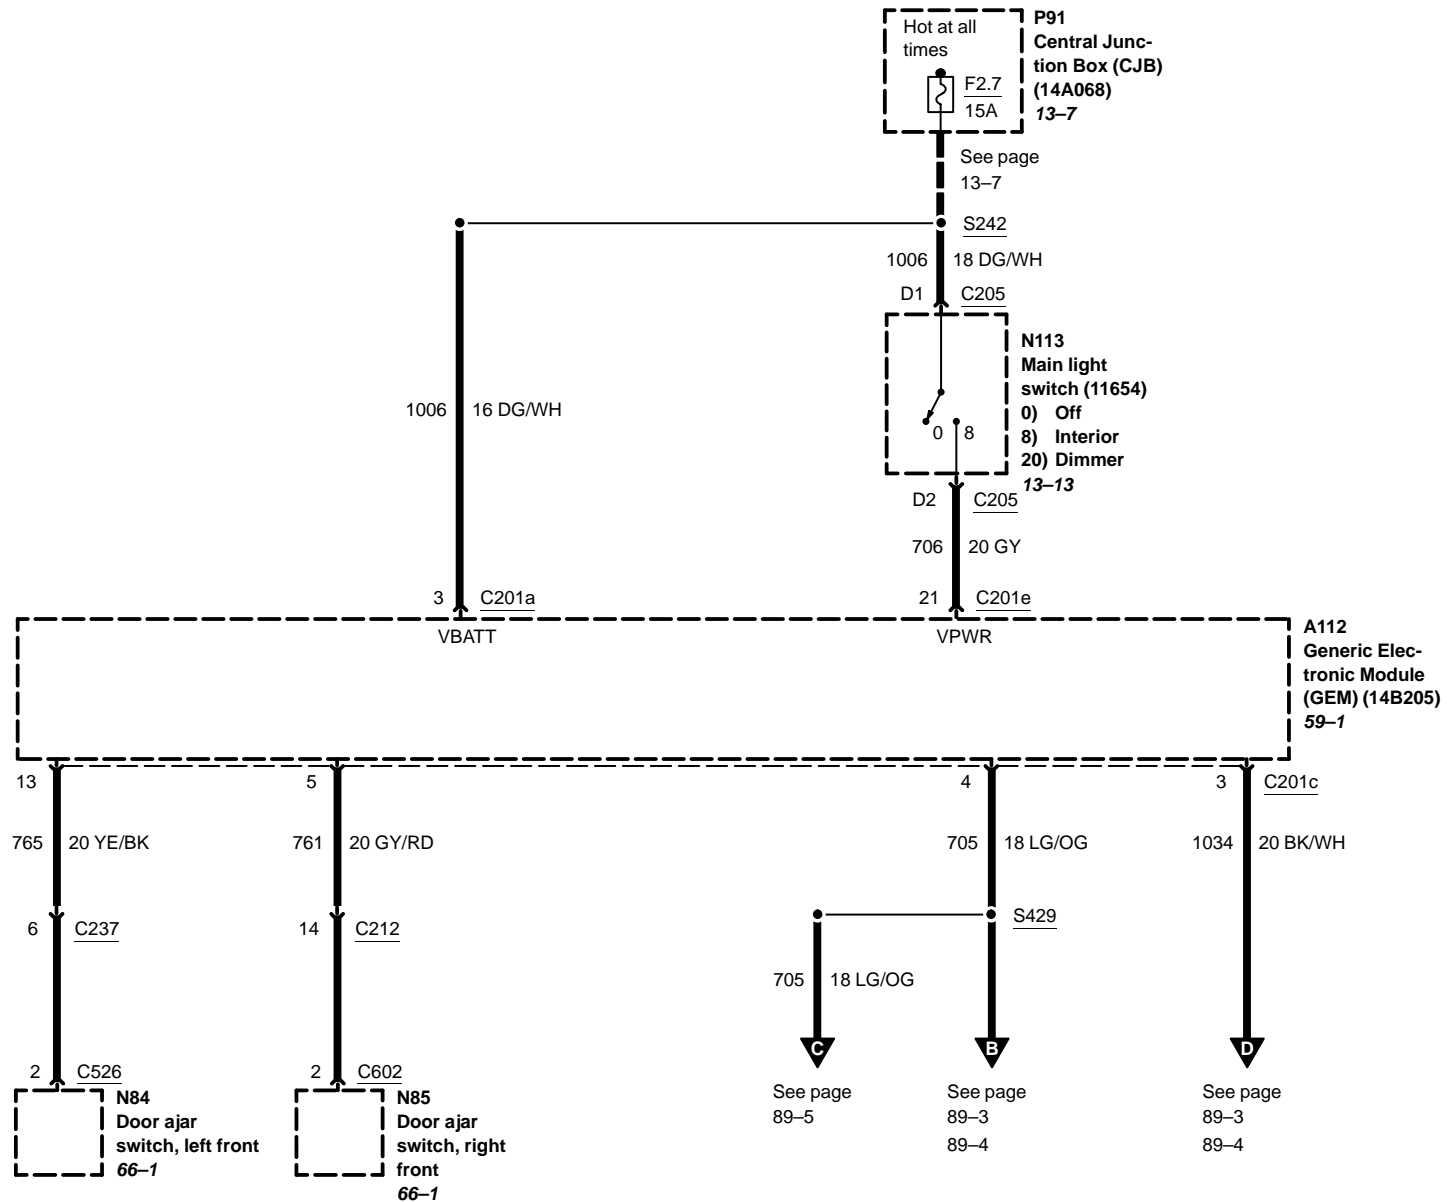 Hot at all
times
F2.7
15A
P91
Central Junc-
tion Box (CJB)
(14A068)
13–7
See page
13–7
S242
1006
18 DG/WH
D1
C205
N113
Main light
switch (11654)
0) Off
8) Interior
20) Dimmer
13–13
0
8
1006
16 DG/WH
D2
C205
706
20 GY
3
C201a
21
C201e
VBATT
VPWR
A112
Generic Elec-
tronic Module
(GEM) (14B205)
59–1
13
5
4
3
C201c
765
20 YE/BK
761
20 GY/RD
705
18 LG/OG
1034
20 BK/WH
6
C237
14
C212
S429
705
18 LG/OG
C
B
D
2
C526
2
C602
See page
89–5
See page
89–3
89–4
See page
89–3
89–4
N84
Door ajar
switch, left front
66–1
N85
Door ajar
switch, right
front
66–1